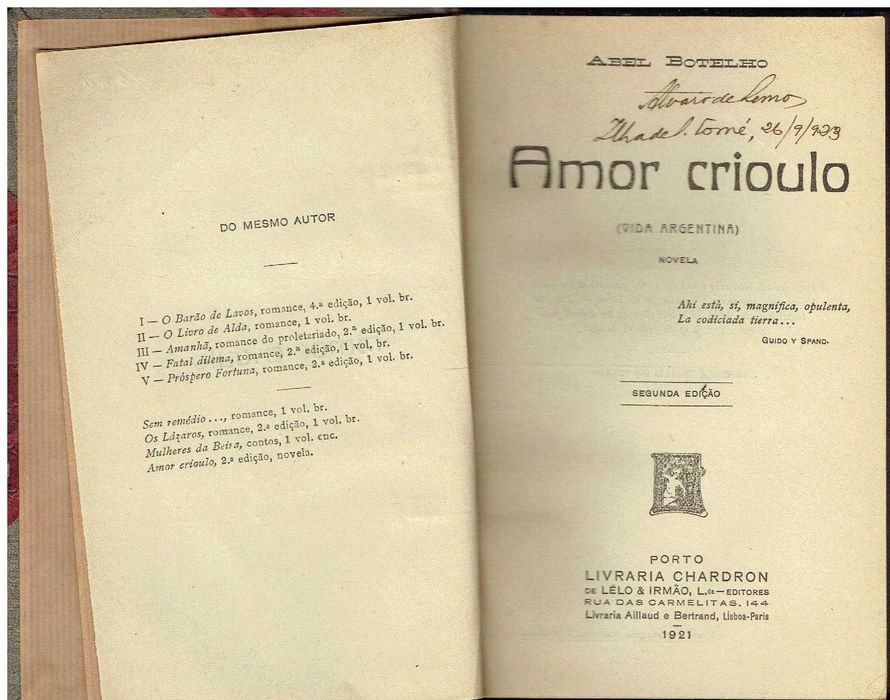 DO MESMO AUTOR
I — O Barão de Lavos, romance, 4.ª edição, 1 vol. br.
II — O Livro de Alda, romance, 1 vol. br.
III — Amanhã, romance do proletariado, 2.ª edição, 1 vol. br.
IV — Fatal dilema, romance, 2.ª edição, 1 vol, br.
V — Próspero Fortuna, romance, 2.ª edição, 1 vol. br.
Sem remédio..., romance, 1 vol. br.
Os Lázaros, romance, 2.ª edição, 1 vol. br.
Mulheres da Beira, contos, 1 vol. enc.
Amor crioulo, 2.ª edição, novela.
ABEL BOTELHO
Alvaro de Lemos
Ilha de S. Tomé, 26/9/923
Amor crioulo
(VIDA ARGENTINA)
NOVELA
Ahi está, sí, magnifica, opulenta,
La codiciada tierra...
GUIDO Y SPANO.
SEGUNDA EDIÇÃO
PORTO
LIVRARIA CHARDRON
DE LÉLO & IRMÃO, L.da — EDITORES
RUA DAS CARMELITAS, 144
Livraria Aillaud e Bertrand, Lisboa-Paris
1921